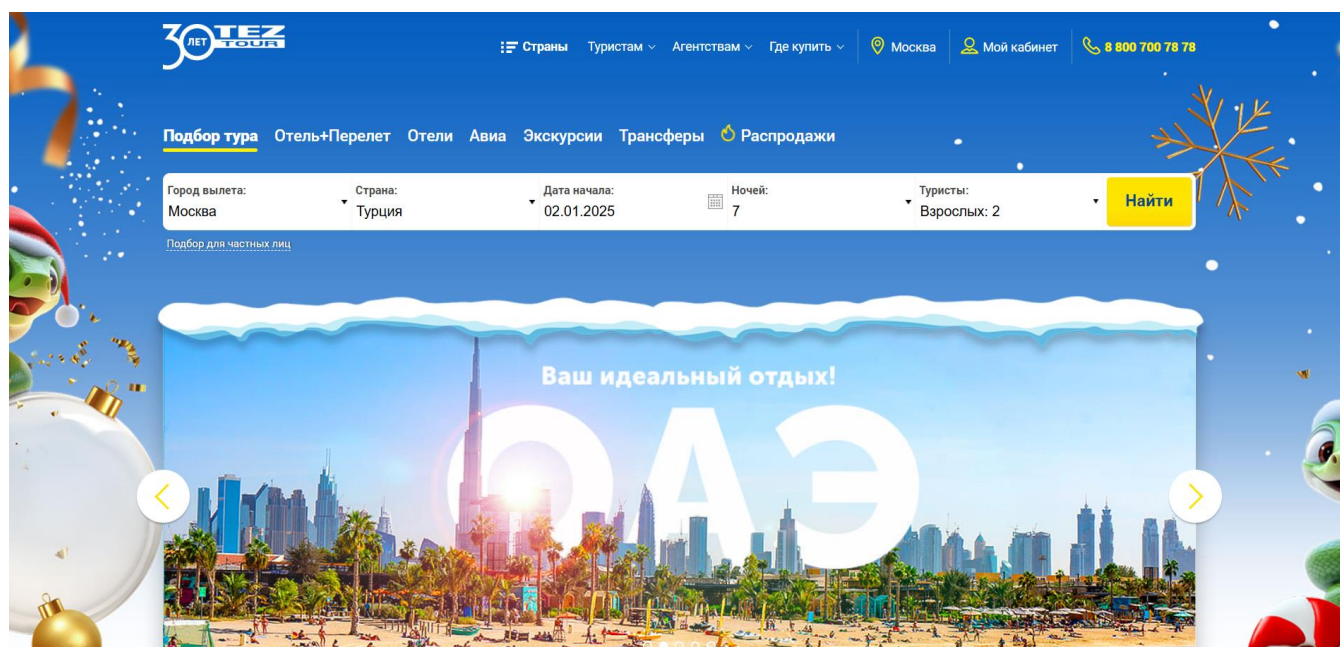 30 ЛЕТ TEZ TOUR
Страны Туристам Агентствам Где купить Москва Мой кабинет 8 800 700 78 78
Подбор тура Отель+Перелет Отели Авиа Экскурсии Трансферы Распродажи
Город вылета: Страна: Дата начала: Ночей: Туристы:
Москва Турция 02.01.2025 7 Взрослых: 2 Найти
Подбор для частных лиц
Ваш идеальный отдых!
ОАЭ